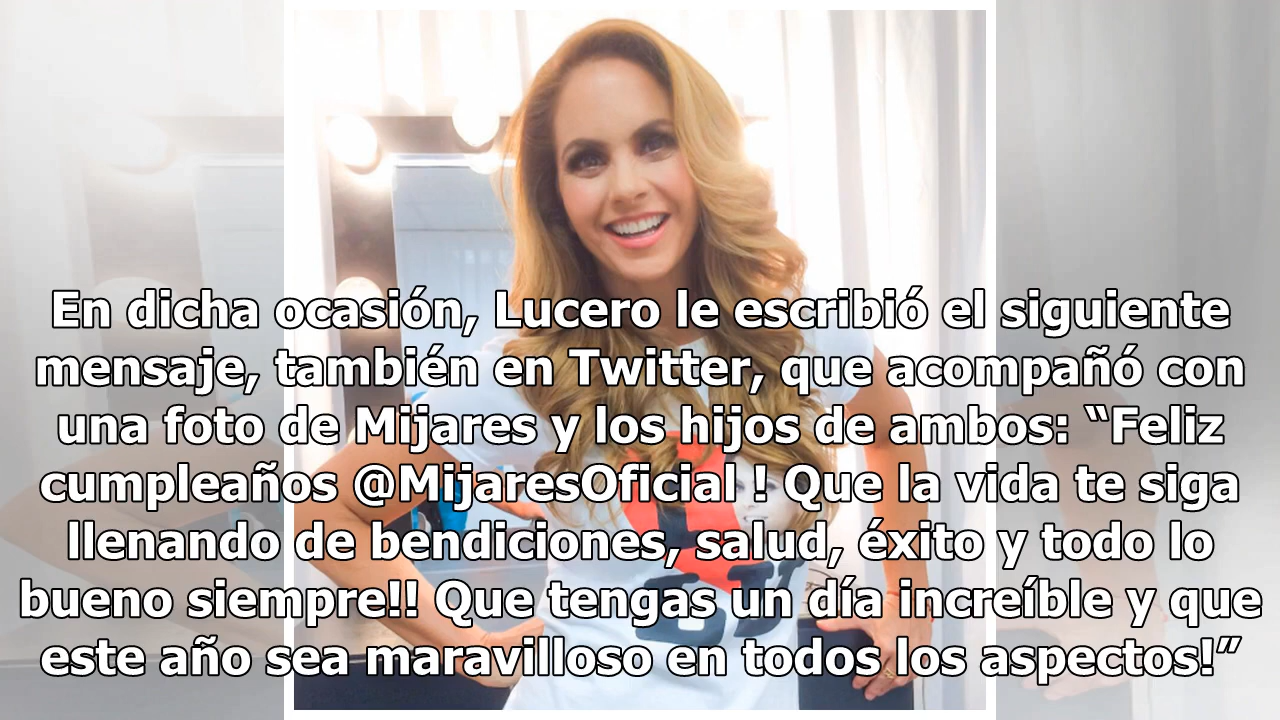 En dicha ocasión, Lucero le escribió el siguiente
mensaje, también en Twitter, que acompañó con
una foto de Mijares y los hijos de ambos: “Feliz
cumpleaños @MijaresOficial ! Que la vida te siga
llenando de bendiciones, salud, éxito y todo lo
bueno siempre!! Que tengas un día increíble y que
este año sea maravilloso en todos los aspectos!”